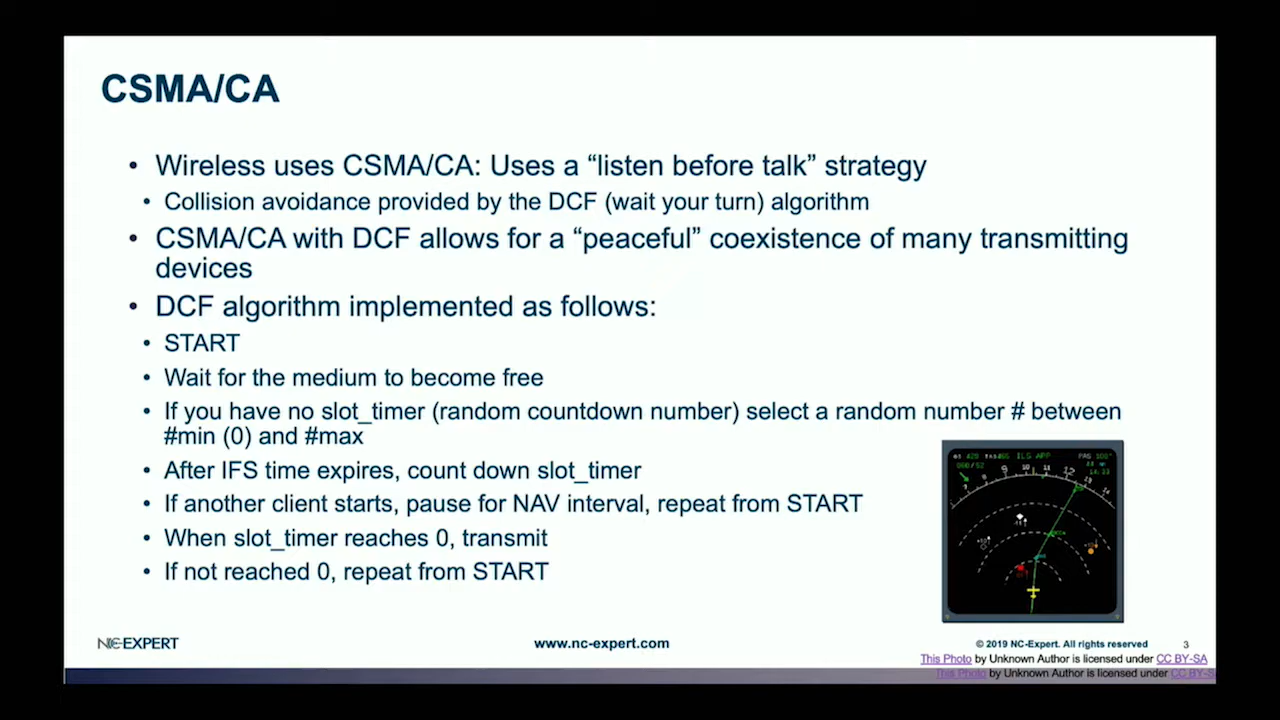 CSMA/CA
• Wireless uses CSMA/CA: Uses a “listen before talk” strategy
• Collision avoidance provided by the DCF (wait your turn) algorithm
• CSMA/CA with DCF allows for a “peaceful” coexistence of many transmitting
devices
• DCF algorithm implemented as follows:
• START
• Wait for the medium to become free
• If you have no slot_timer (random countdown number) select a random number # between
#min (0) and #max
• After IFS time expires, count down slot_timer
• If another client starts, pause for NAV interval, repeat from START
• When slot_timer reaches 0, transmit
• If not reached 0, repeat from START
ILS APP
9 10 11 12
NC-EXPERT
www.nc-expert.com
© 2019 NC-Expert. All rights reserved 3
This Photo by Unknown Author is licensed under CC BY-SA
This Photo by Unknown Author is licensed under CC BY-S